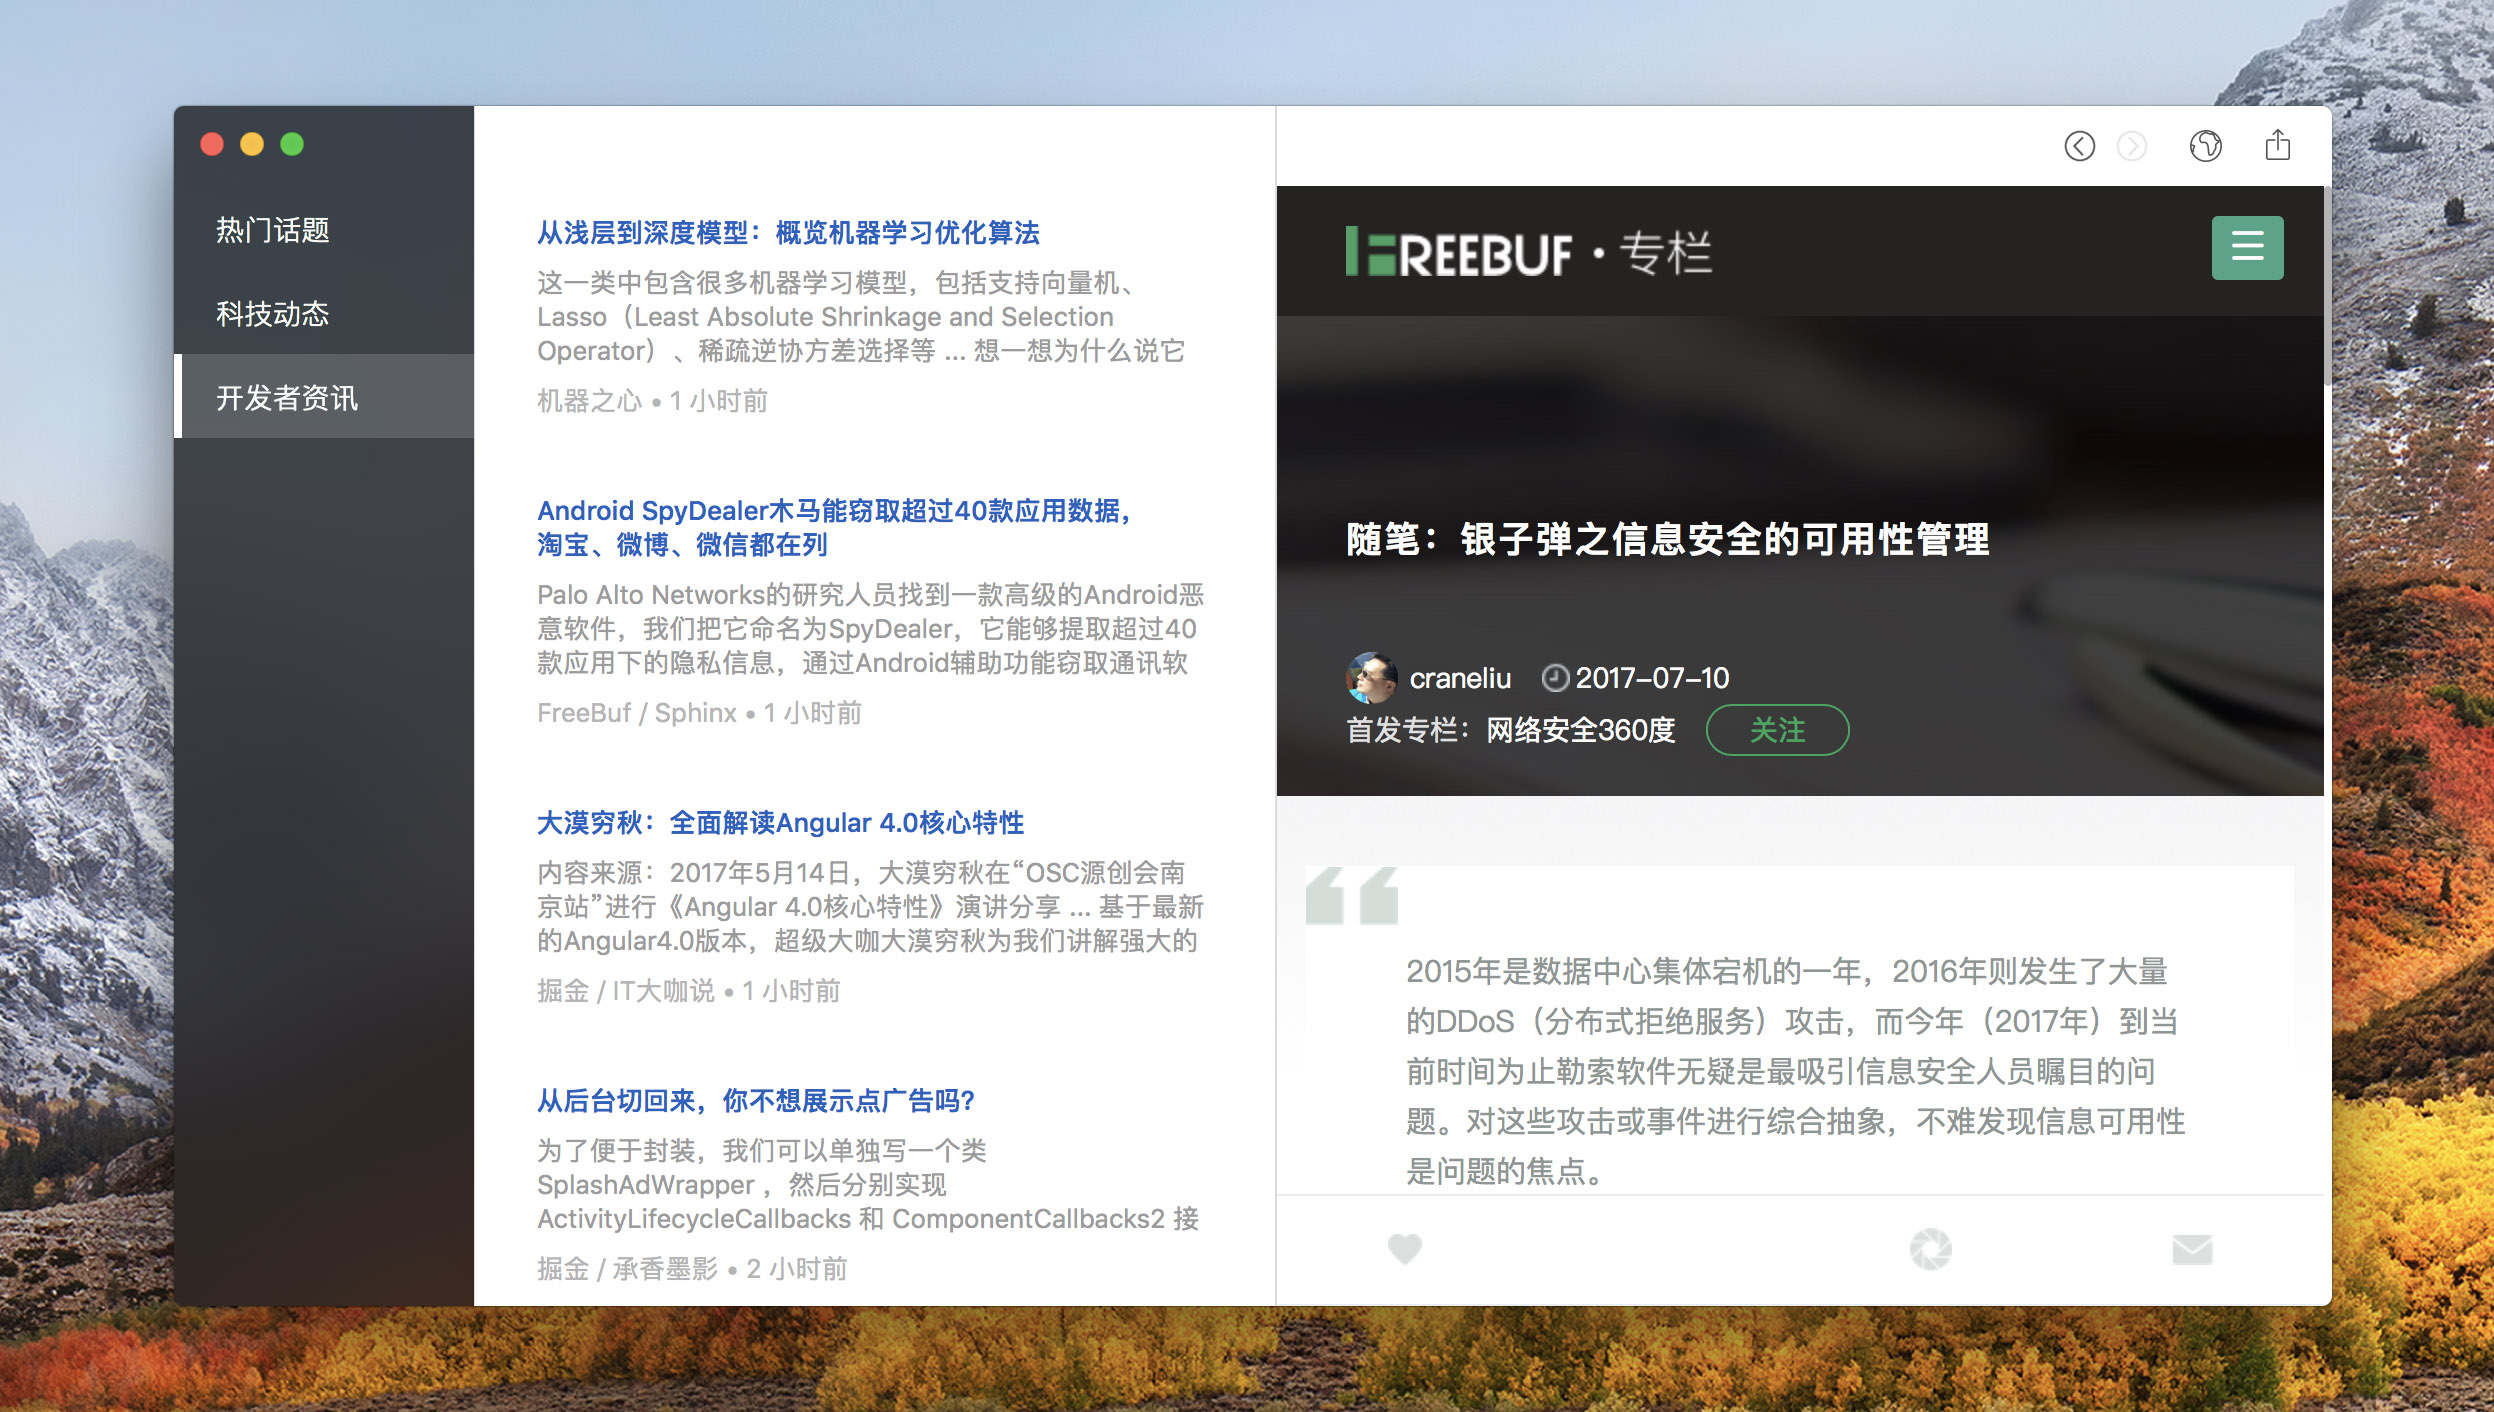 热门话题
科技动态
开发者资讯
从浅层到深度模型：概览机器学习优化算法
这一类中包含很多机器学习模型，包括支持向量机、
Lasso（Least Absolute Shrinkage and Selection
Operator）、稀疏逆协方差选择等 ... 想一想为什么说它
机器之心 • 1 小时前
Android SpyDealer木马能窃取超过40款应用数据，
淘宝、微博、微信都在列
Palo Alto Networks的研究人员找到一款高级的Android恶
意软件，我们把它命名为SpyDealer，它能够提取超过40
款应用下的隐私信息，通过Android辅助功能窃取通讯软
FreeBuf / Sphinx • 1 小时前
大漠穷秋：全面解读Angular 4.0核心特性
内容来源：2017年5月14日，大漠穷秋在“OSC源创会南
京站”进行《Angular 4.0核心特性》演讲分享 ... 基于最新
的Angular4.0版本，超级大咖大漠穷秋为我们讲解强大的
掘金 / IT大咖说 • 1 小时前
从后台切回来，你不想展示点广告吗?
为了便于封装，我们可以单独写一个类
SplashAdWrapper ，然后分别实现
ActivityLifecycleCallbacks 和 ComponentCallbacks2 接
掘金 / 承香墨影 • 2 小时前
FREEBUF · 专栏
随笔：银子弹之信息安全的可用性管理
craneliu 2017-07-10
首发专栏：网络安全360度 关注
2015年是数据中心集体宕机的一年，2016年则发生了大量
的DDoS（分布式拒绝服务）攻击，而今年（2017年）到当
前时间为止勒索软件无疑是最吸引信息安全人员瞩目的问
题。对这些攻击或事件进行综合抽象，不难发现信息可用性
是问题的焦点。